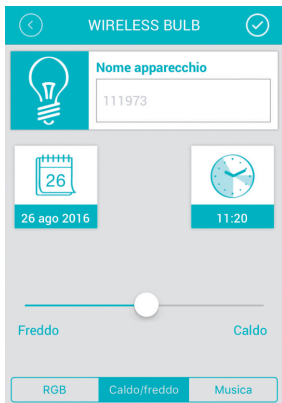 WIRELESS BULB
Nome apparecchio
111973
26
26 ago 2016
11:20
Freddo
Caldo
RGB
Caldo/freddo
Musica